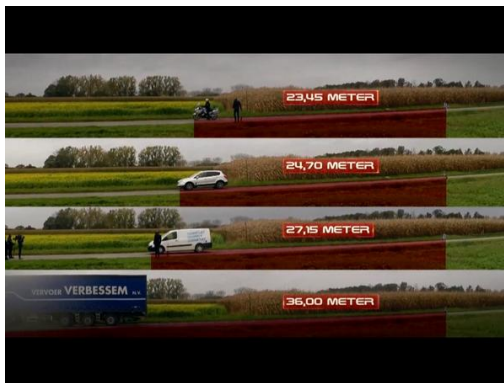 23,45 METER
24,70 METER
27,15 METER
VERVOER VERBESSEM N.V.
36,00 METER